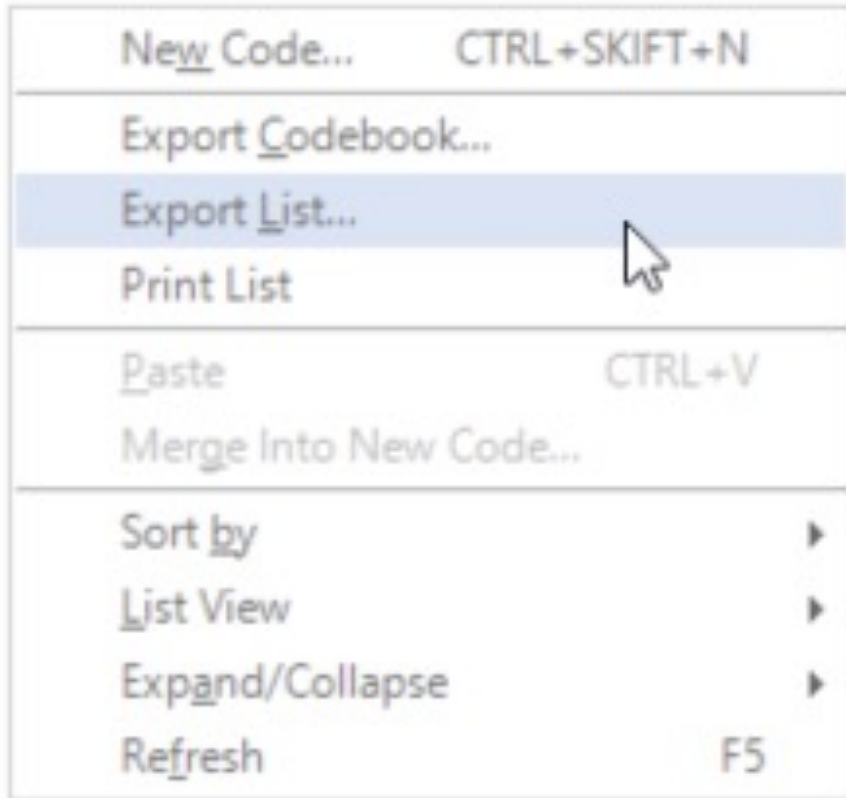 New Code... CTRL+SKIFT+N
Export Codebook...
Export List...
Print List
Paste CTRL+V
Merge Into New Code...
Sort by
List View
Expand/Collapse
Refresh F5